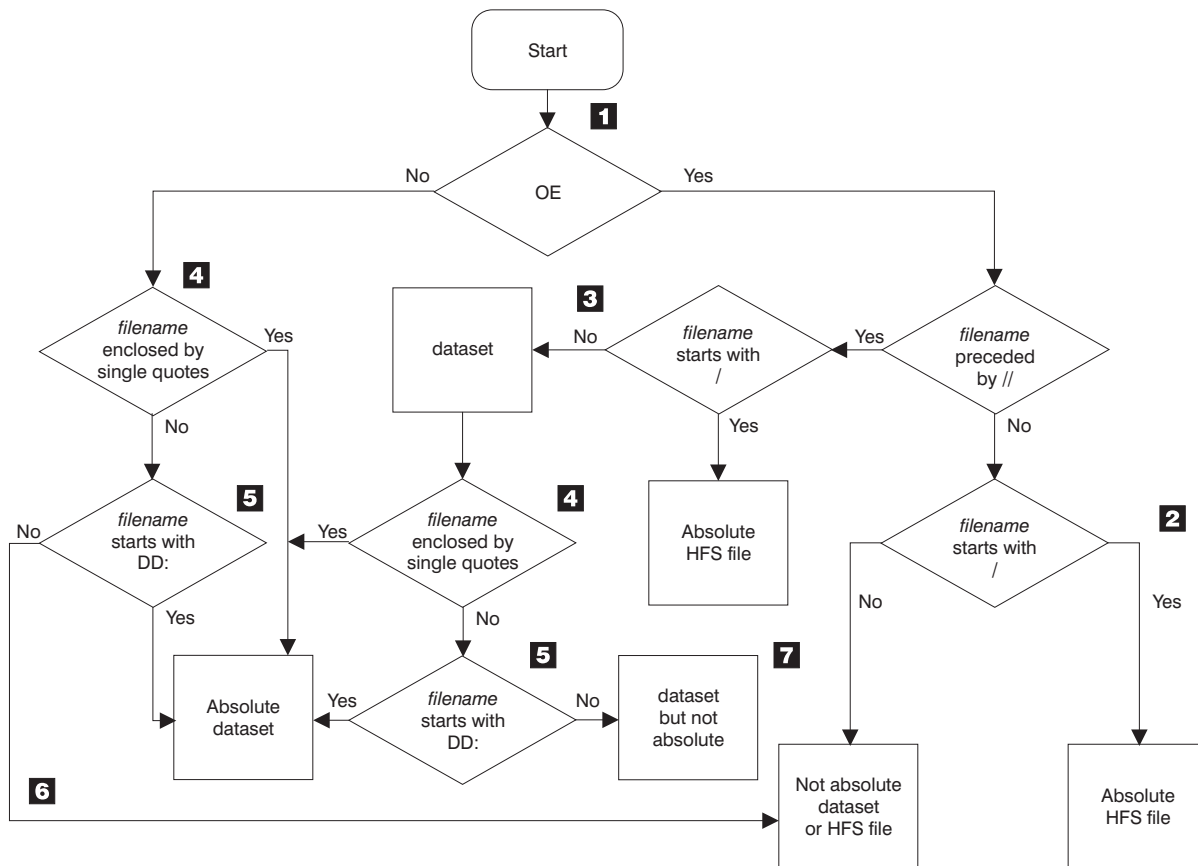 Start
1
OE
No
Yes
4
filename
enclosed by
single quotes
Yes
No
dataset
3
No
filename
starts with
/
Yes
Yes
filename
preceded
by //
No
5
No
filename
starts with
DD:
Yes
Yes
filename
enclosed by
single quotes
4
No
Absolute
HFS file
filename
starts with
/
2
No
Yes
Absolute
dataset
Yes
filename
starts with
DD:
5
No
dataset
but not
absolute
7
6
Not absolute
dataset
or HFS file
Absolute
HFS file